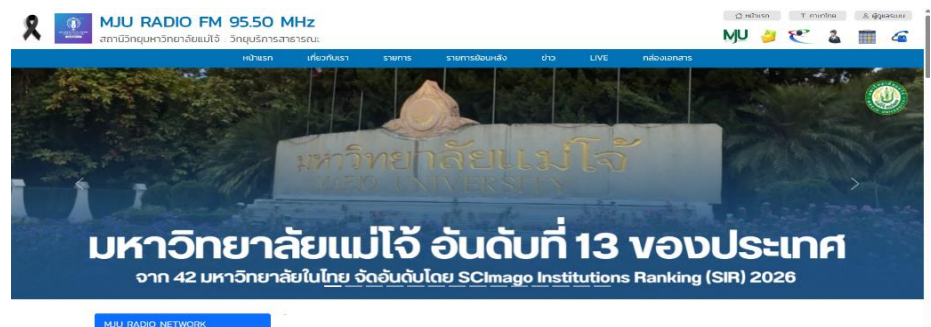 MJU RADIO FM 95.50 MHz
สถานีวิทยุมหาวิทยาลัยแม่โจ้ วิทยุบริการสาธารณะ
หน้าแรก ภาษาไทย ผู้ดูแลระบบ
MJU
หน้าแรก เกี่ยวกับเรา รายการ รายการย้อนหลัง ข่าว LIVE กล่องเอกสาร
มหาวิทยาลัยแม่โจ้
MAEJO UNIVERSITY
มหาวิทยาลัยแม่โจ้ อันดับที่ 13 ของประเทศ
จาก 42 มหาวิทยาลัยในไทย จัดอันดับโดย SCImago Institutions Ranking (SIR) 2026
MJU RADIO NETWORK